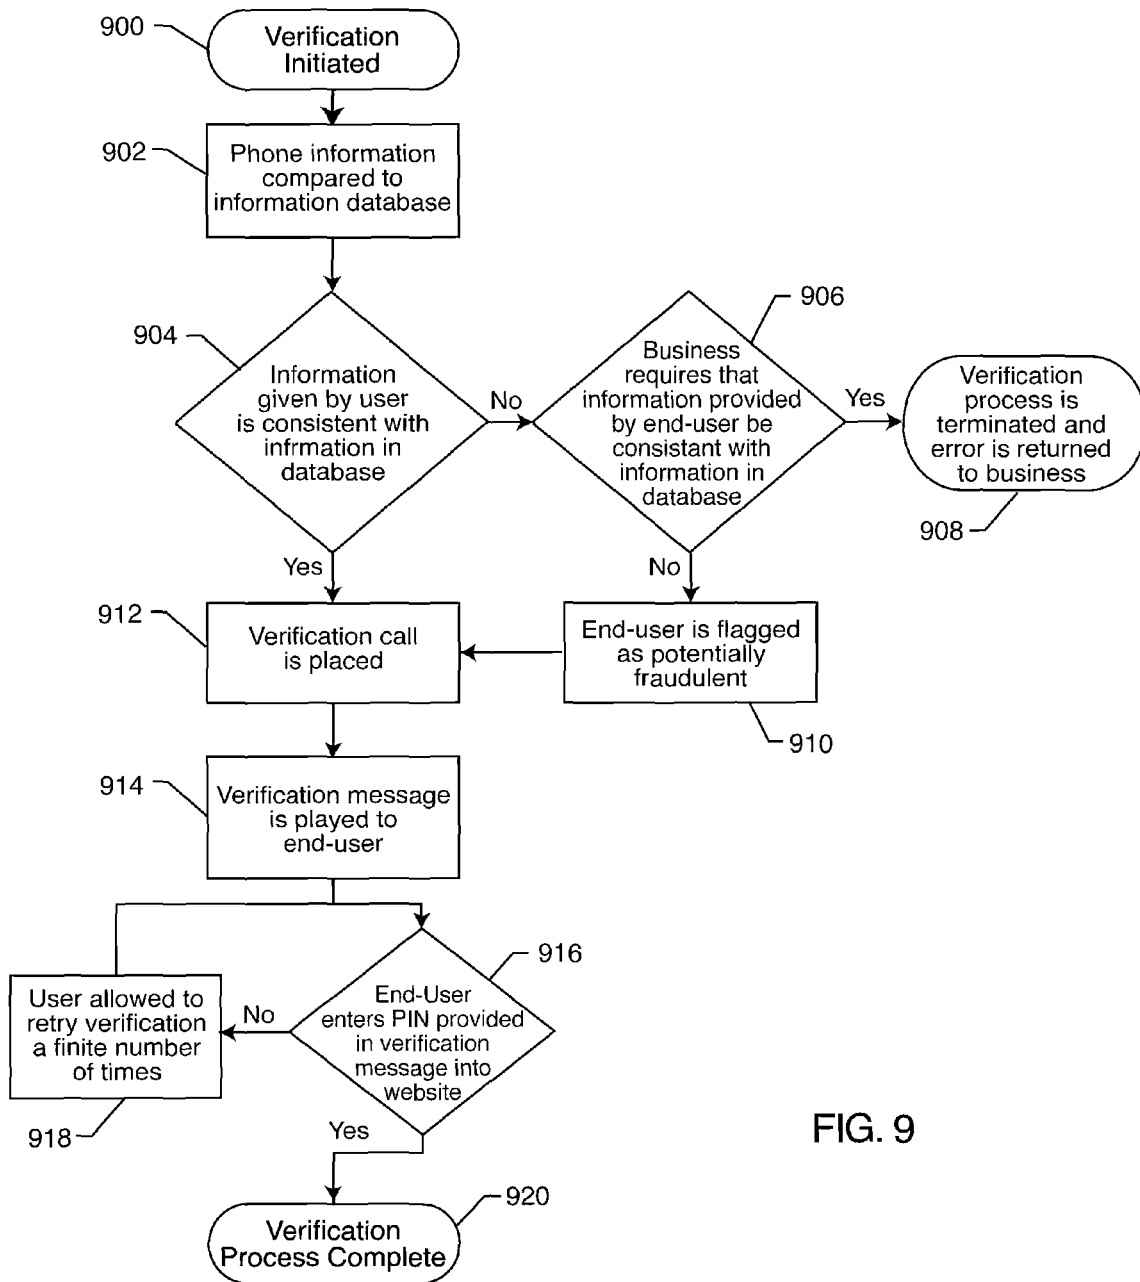 900
Verification
Initiated
902
Phone information
compared to
information database
904
Information
given by user
is consistent with
infrmation in
database
No
906
Business
requires that
information provided
by end-user be
consistant with
information in
database
Yes
Verification
process is
terminated and
error is returned
to business
908
Yes
No
912
Verification call
is placed
End-user is flagged
as potentially
fraudulent
910
914
Verification message
is played to
end-user
916
End-User
enters PIN provided
in verification
message into
website
No
User allowed to
retry verification
a finite number
of times
918
Yes
FIG. 9
920
Verification
Process Complete